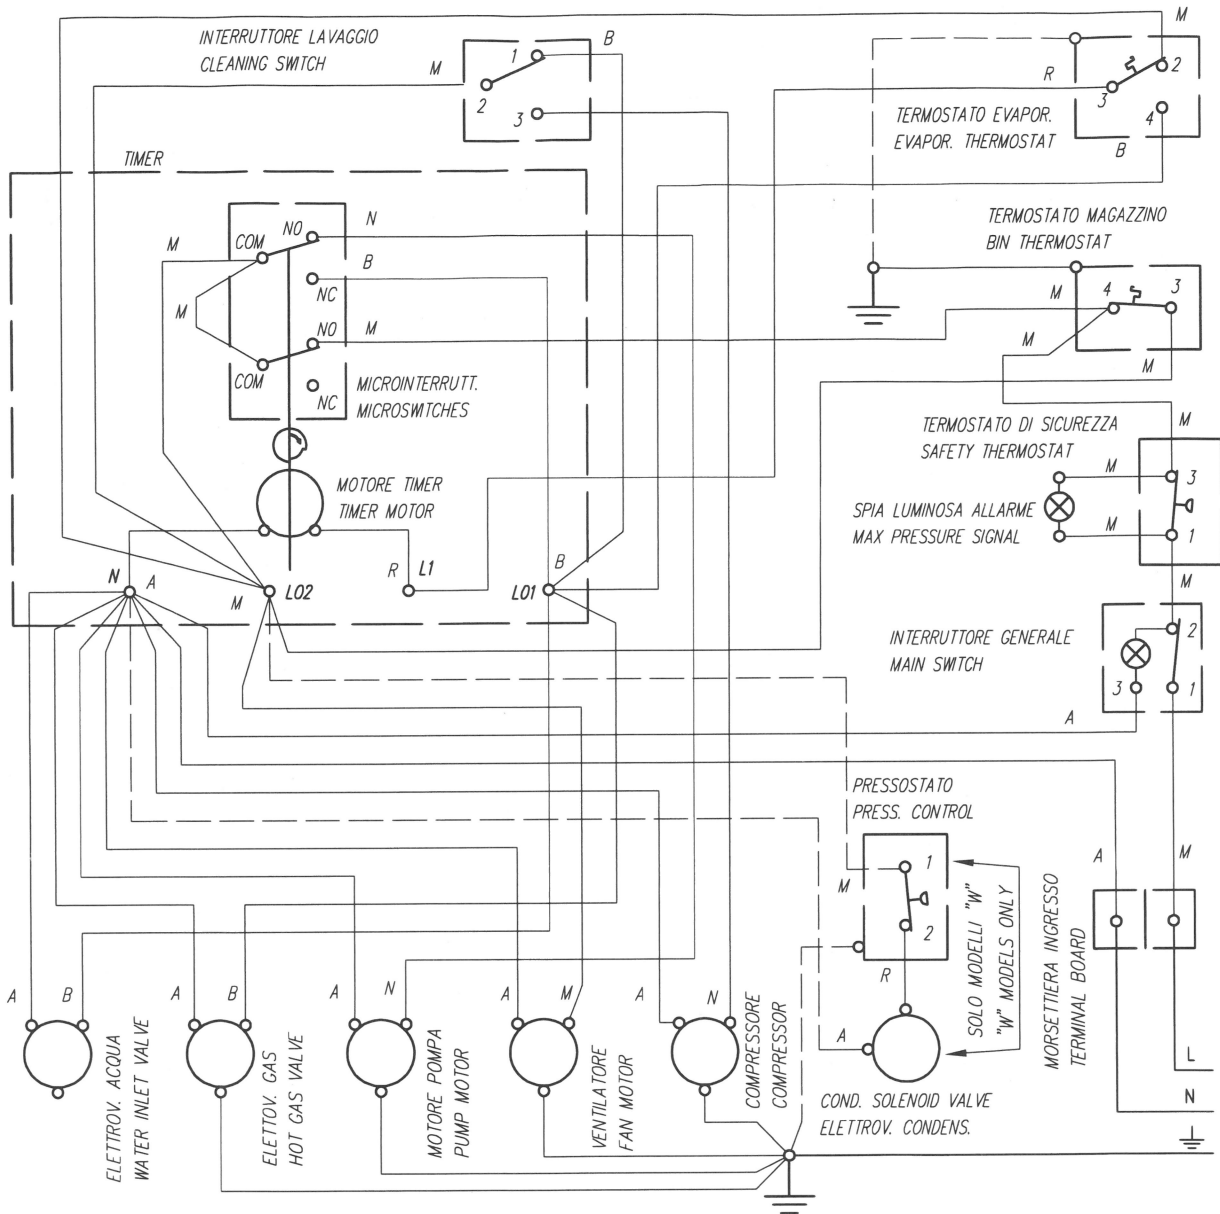 INTERRUTTORE LAVAGGIO
CLEANING SWITCH
M
1
2
3
B
M
R
2
3
4
TERMOSTATO EVAPOR.
EVAPOR. THERMOSTAT
B
TIMER
M
COM
NO
N
B
NC
M
NO
M
COM
NC
MICROINTERRUTT.
MICROSWITCHES
TERMOSTATO MAGAZZINO
BIN THERMOSTAT
M
4
3
M
M
MOTORE TIMER
TIMER MOTOR
TERMOSTATO DI SICUREZZA
SAFETY THERMOSTAT
M
M
3
SPIA LUMINOSA ALLARME
MAX PRESSURE SIGNAL
M
1
N
A
M
LO2
R
L1
LO1
B
M
INTERRUTTORE GENERALE
MAIN SWITCH
2
3
1
A
PRESSOSTATO
PRESS. CONTROL
M
1
2
R
SOLO MODELLI "W"
"W" MODELS ONLY
MORSETTIERA INGRESSO
TERMINAL BOARD
A
M
A
B
A
B
A
N
A
M
A
N
A
ELETTROV. ACQUA
WATER INLET VALVE
ELETTOV. GAS
HOT GAS VALVE
MOTORE POMPA
PUMP MOTOR
VENTILATORE
FAN MOTOR
COMPRESSORE
COMPRESSOR
COND. SOLENOID VALVE
ELETTROV. CONDENS.
L
N